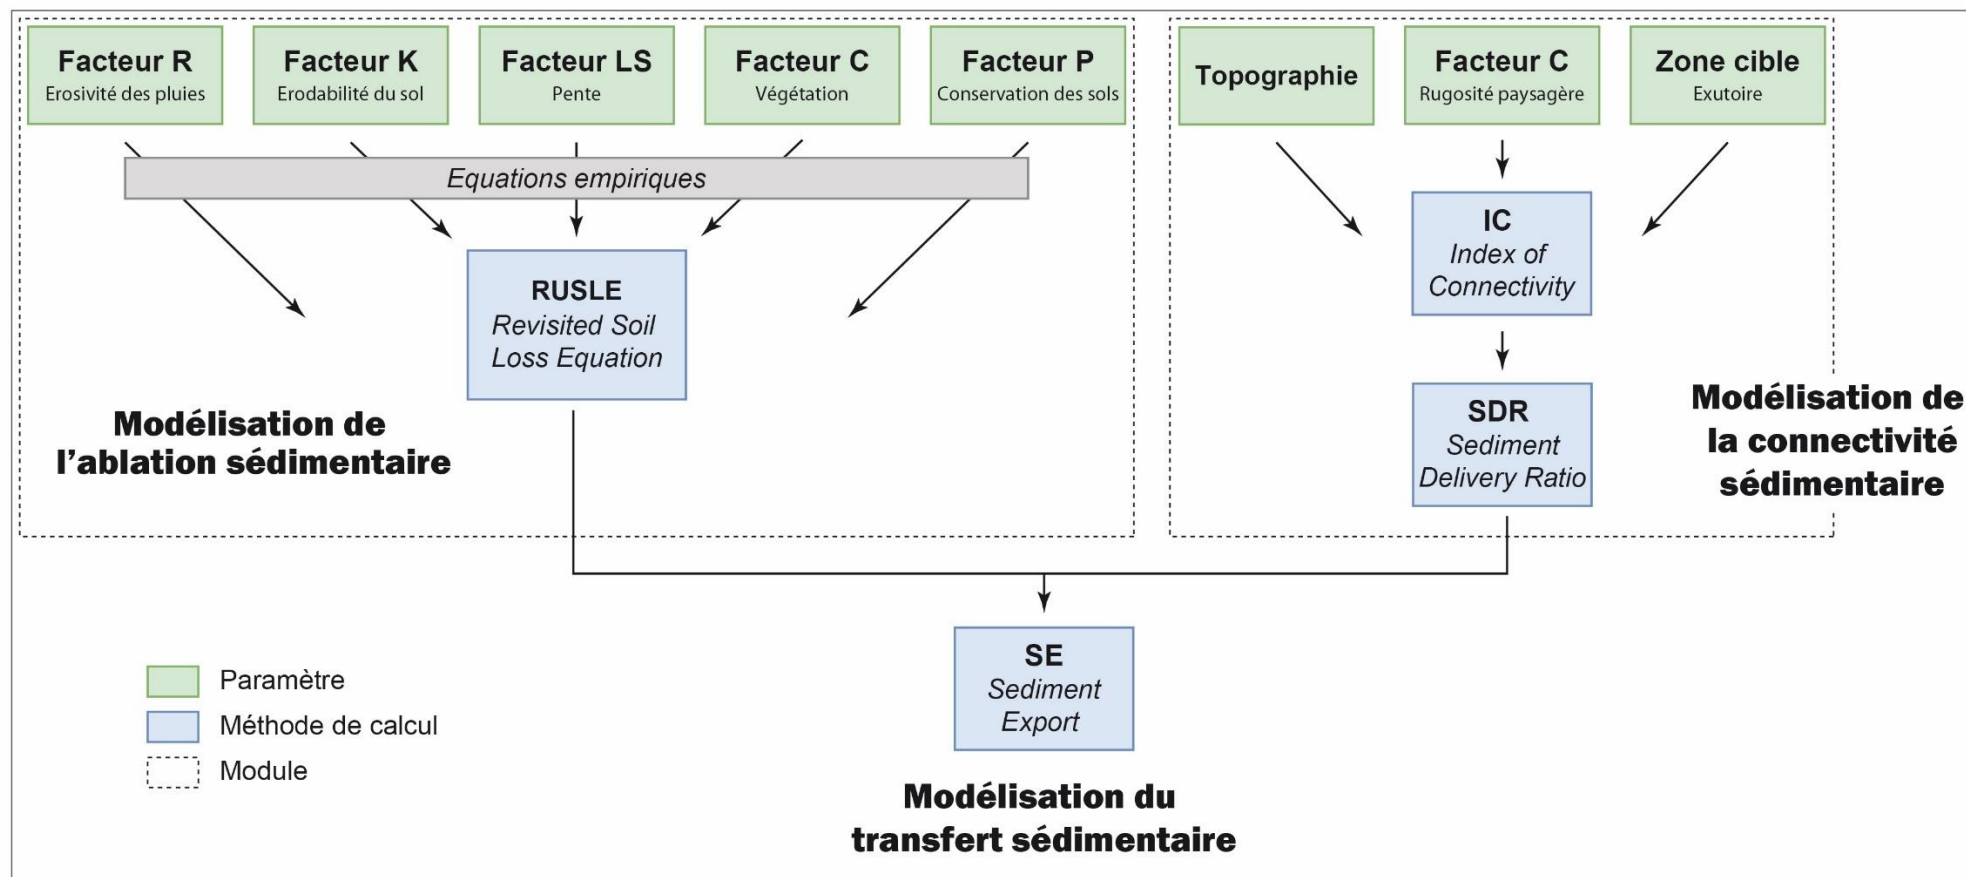 Facteur R
Erosivité des pluies
Facteur K
Erodabilité du sol
Facteur LS
Pente
Facteur C
Végétation
Facteur P
Conservation des sols
Topographie
Facteur C
Rugosité paysagère
Zone cible
Exutoire
Equations empiriques
RUSLE
Revisited Soil
Loss Equation
IC
Index of
Connectivity
SDR
Sediment
Delivery Ratio
Modélisation de
l'ablation sédimentaire
Modélisation de
la connectivité
sédimentaire
SE
Sediment
Export
Modélisation du
transfert sédimentaire
Paramètre
Méthode de calcul
Module